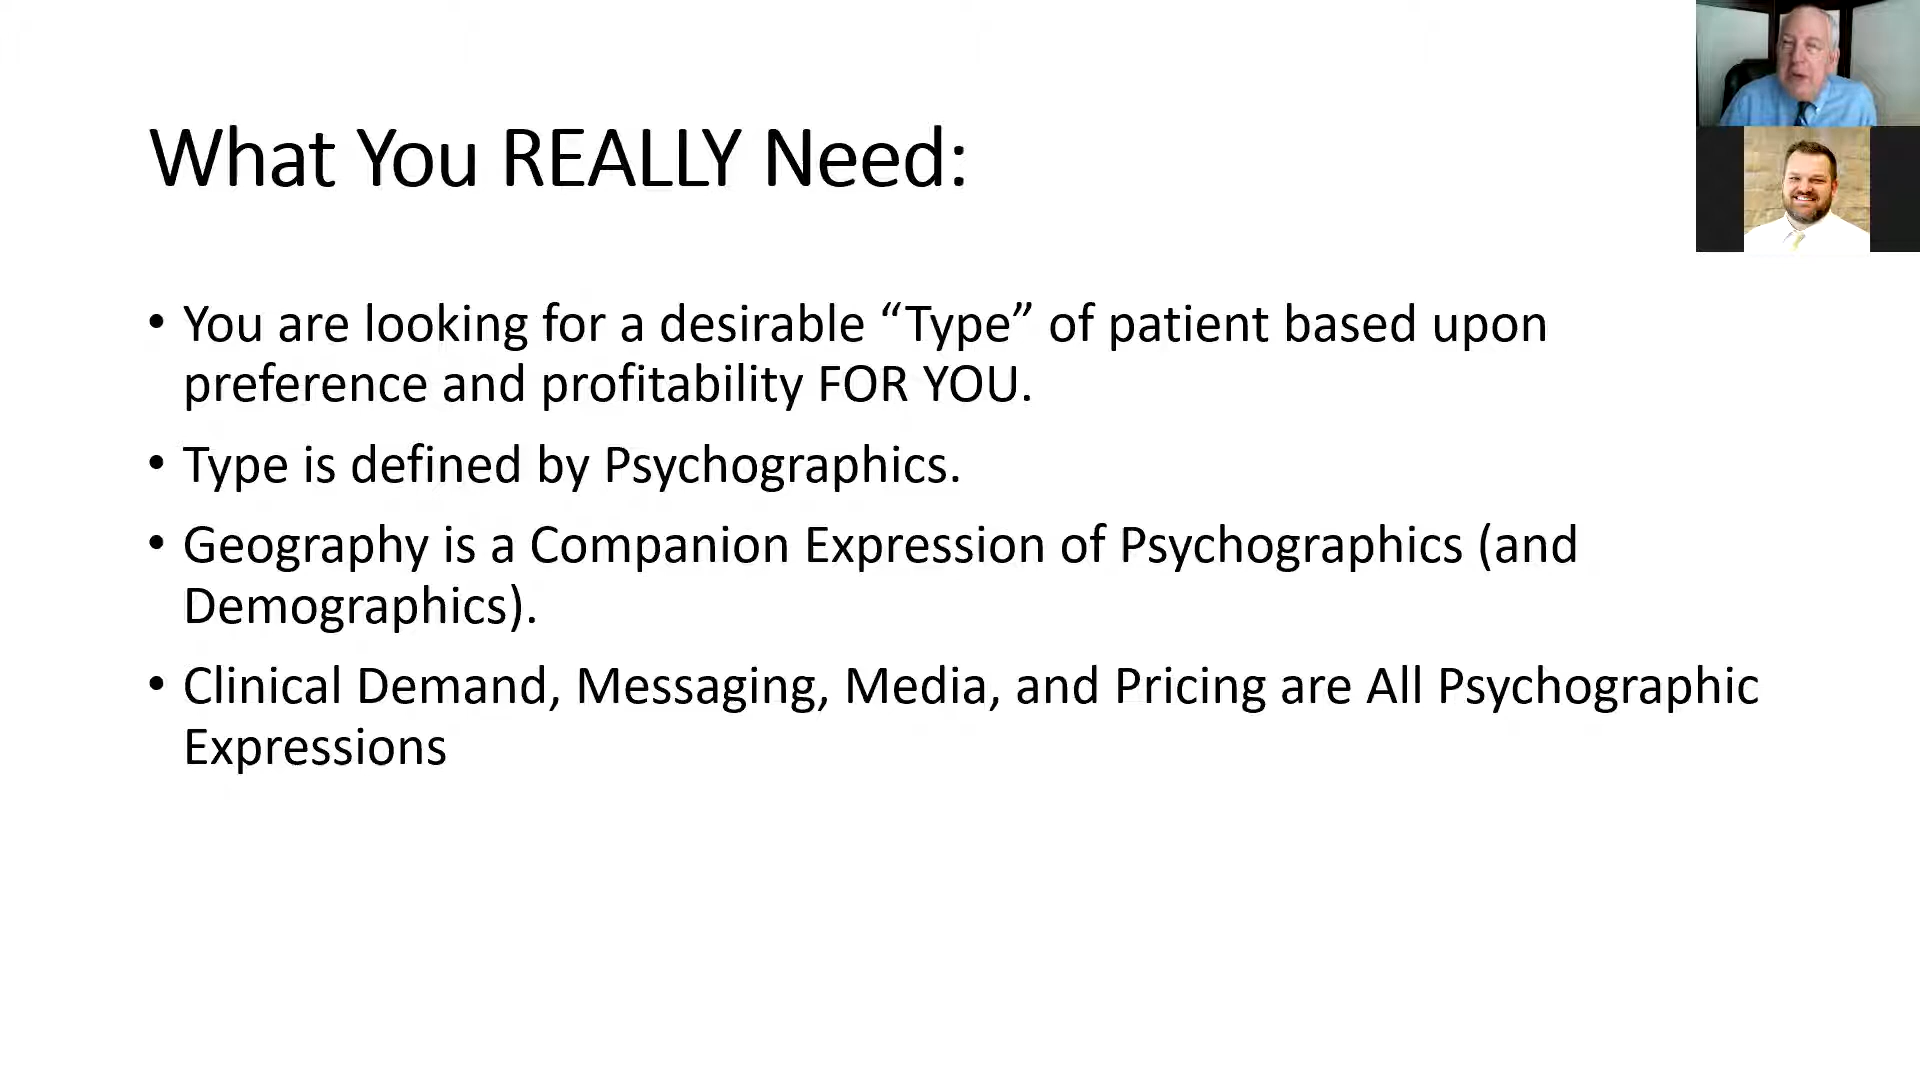 What You REALLY Need:
• You are looking for a desirable “Type” of patient based upon
preference and profitability FOR YOU.
• Type is defined by Psychographics.
• Geography is a Companion Expression of Psychographics (and
Demographics).
• Clinical Demand, Messaging, Media, and Pricing are All Psychographic
Expressions